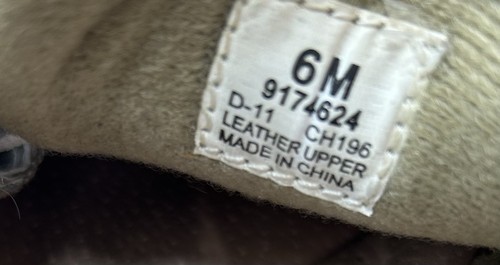 6M
9174624
D-11 CH196
LEATHER UPPER
MADE IN CHINA